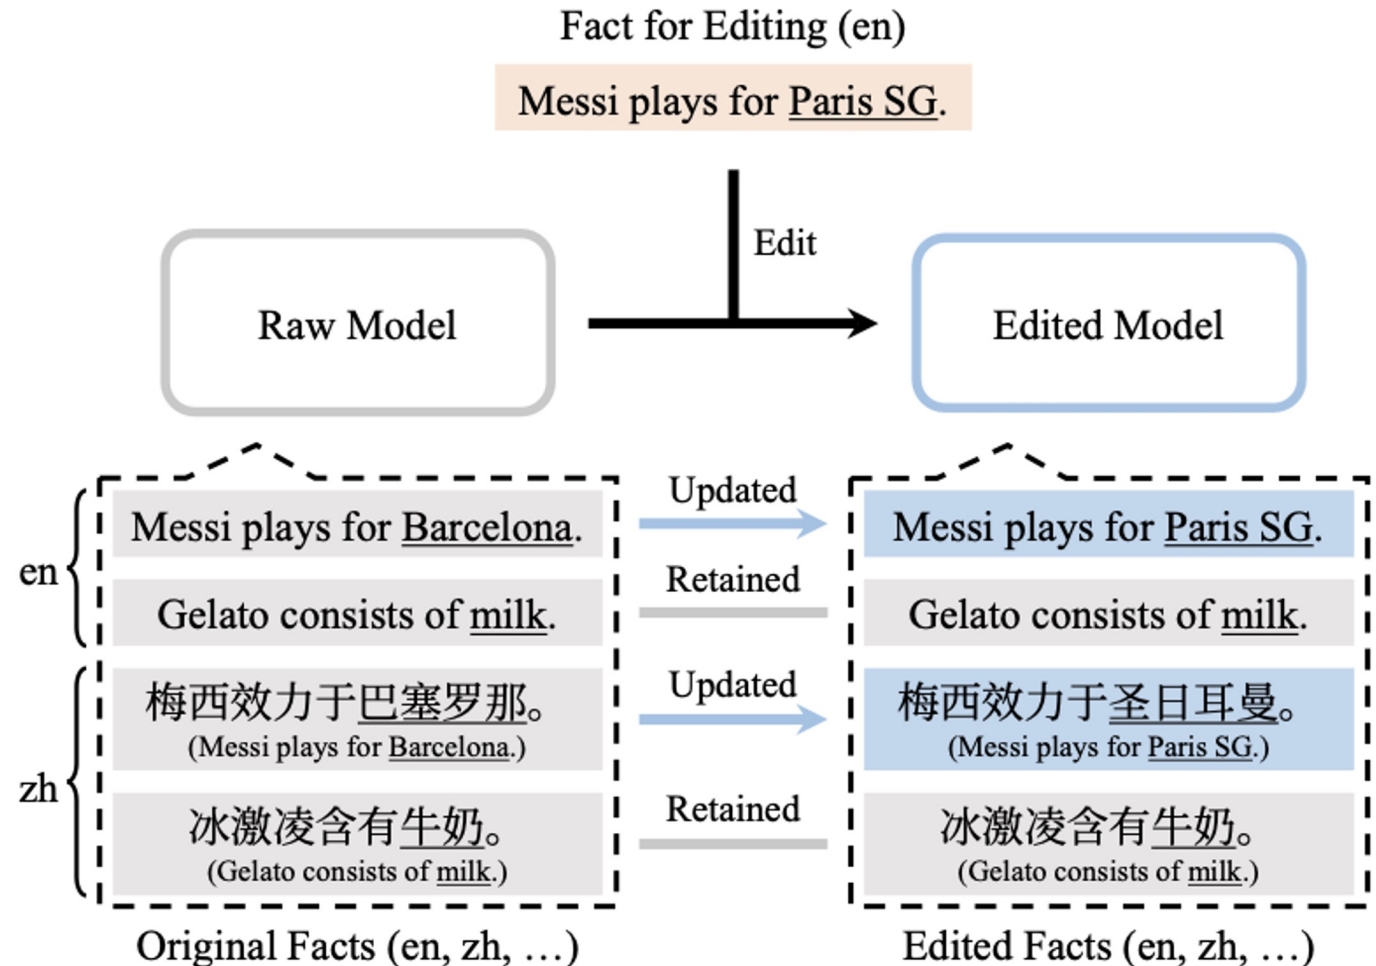 Fact for Editing (en)
Messi plays for Paris SG.
Edit
Raw Model
Edited Model
en
Messi plays for Barcelona.
Updated
Messi plays for Paris SG.
Gelato consists of milk.
Retained
Gelato consists of milk.
zh
梅西效力于巴塞罗那。
(Messi plays for Barcelona.)
Updated
梅西效力于圣日耳曼。
(Messi plays for Paris SG.)
冰激凌含有牛奶。
(Gelato consists of milk.)
Retained
冰激凌含有牛奶。
(Gelato consists of milk.)
Original Facts (en, zh, …)
Edited Facts (en, zh, …)